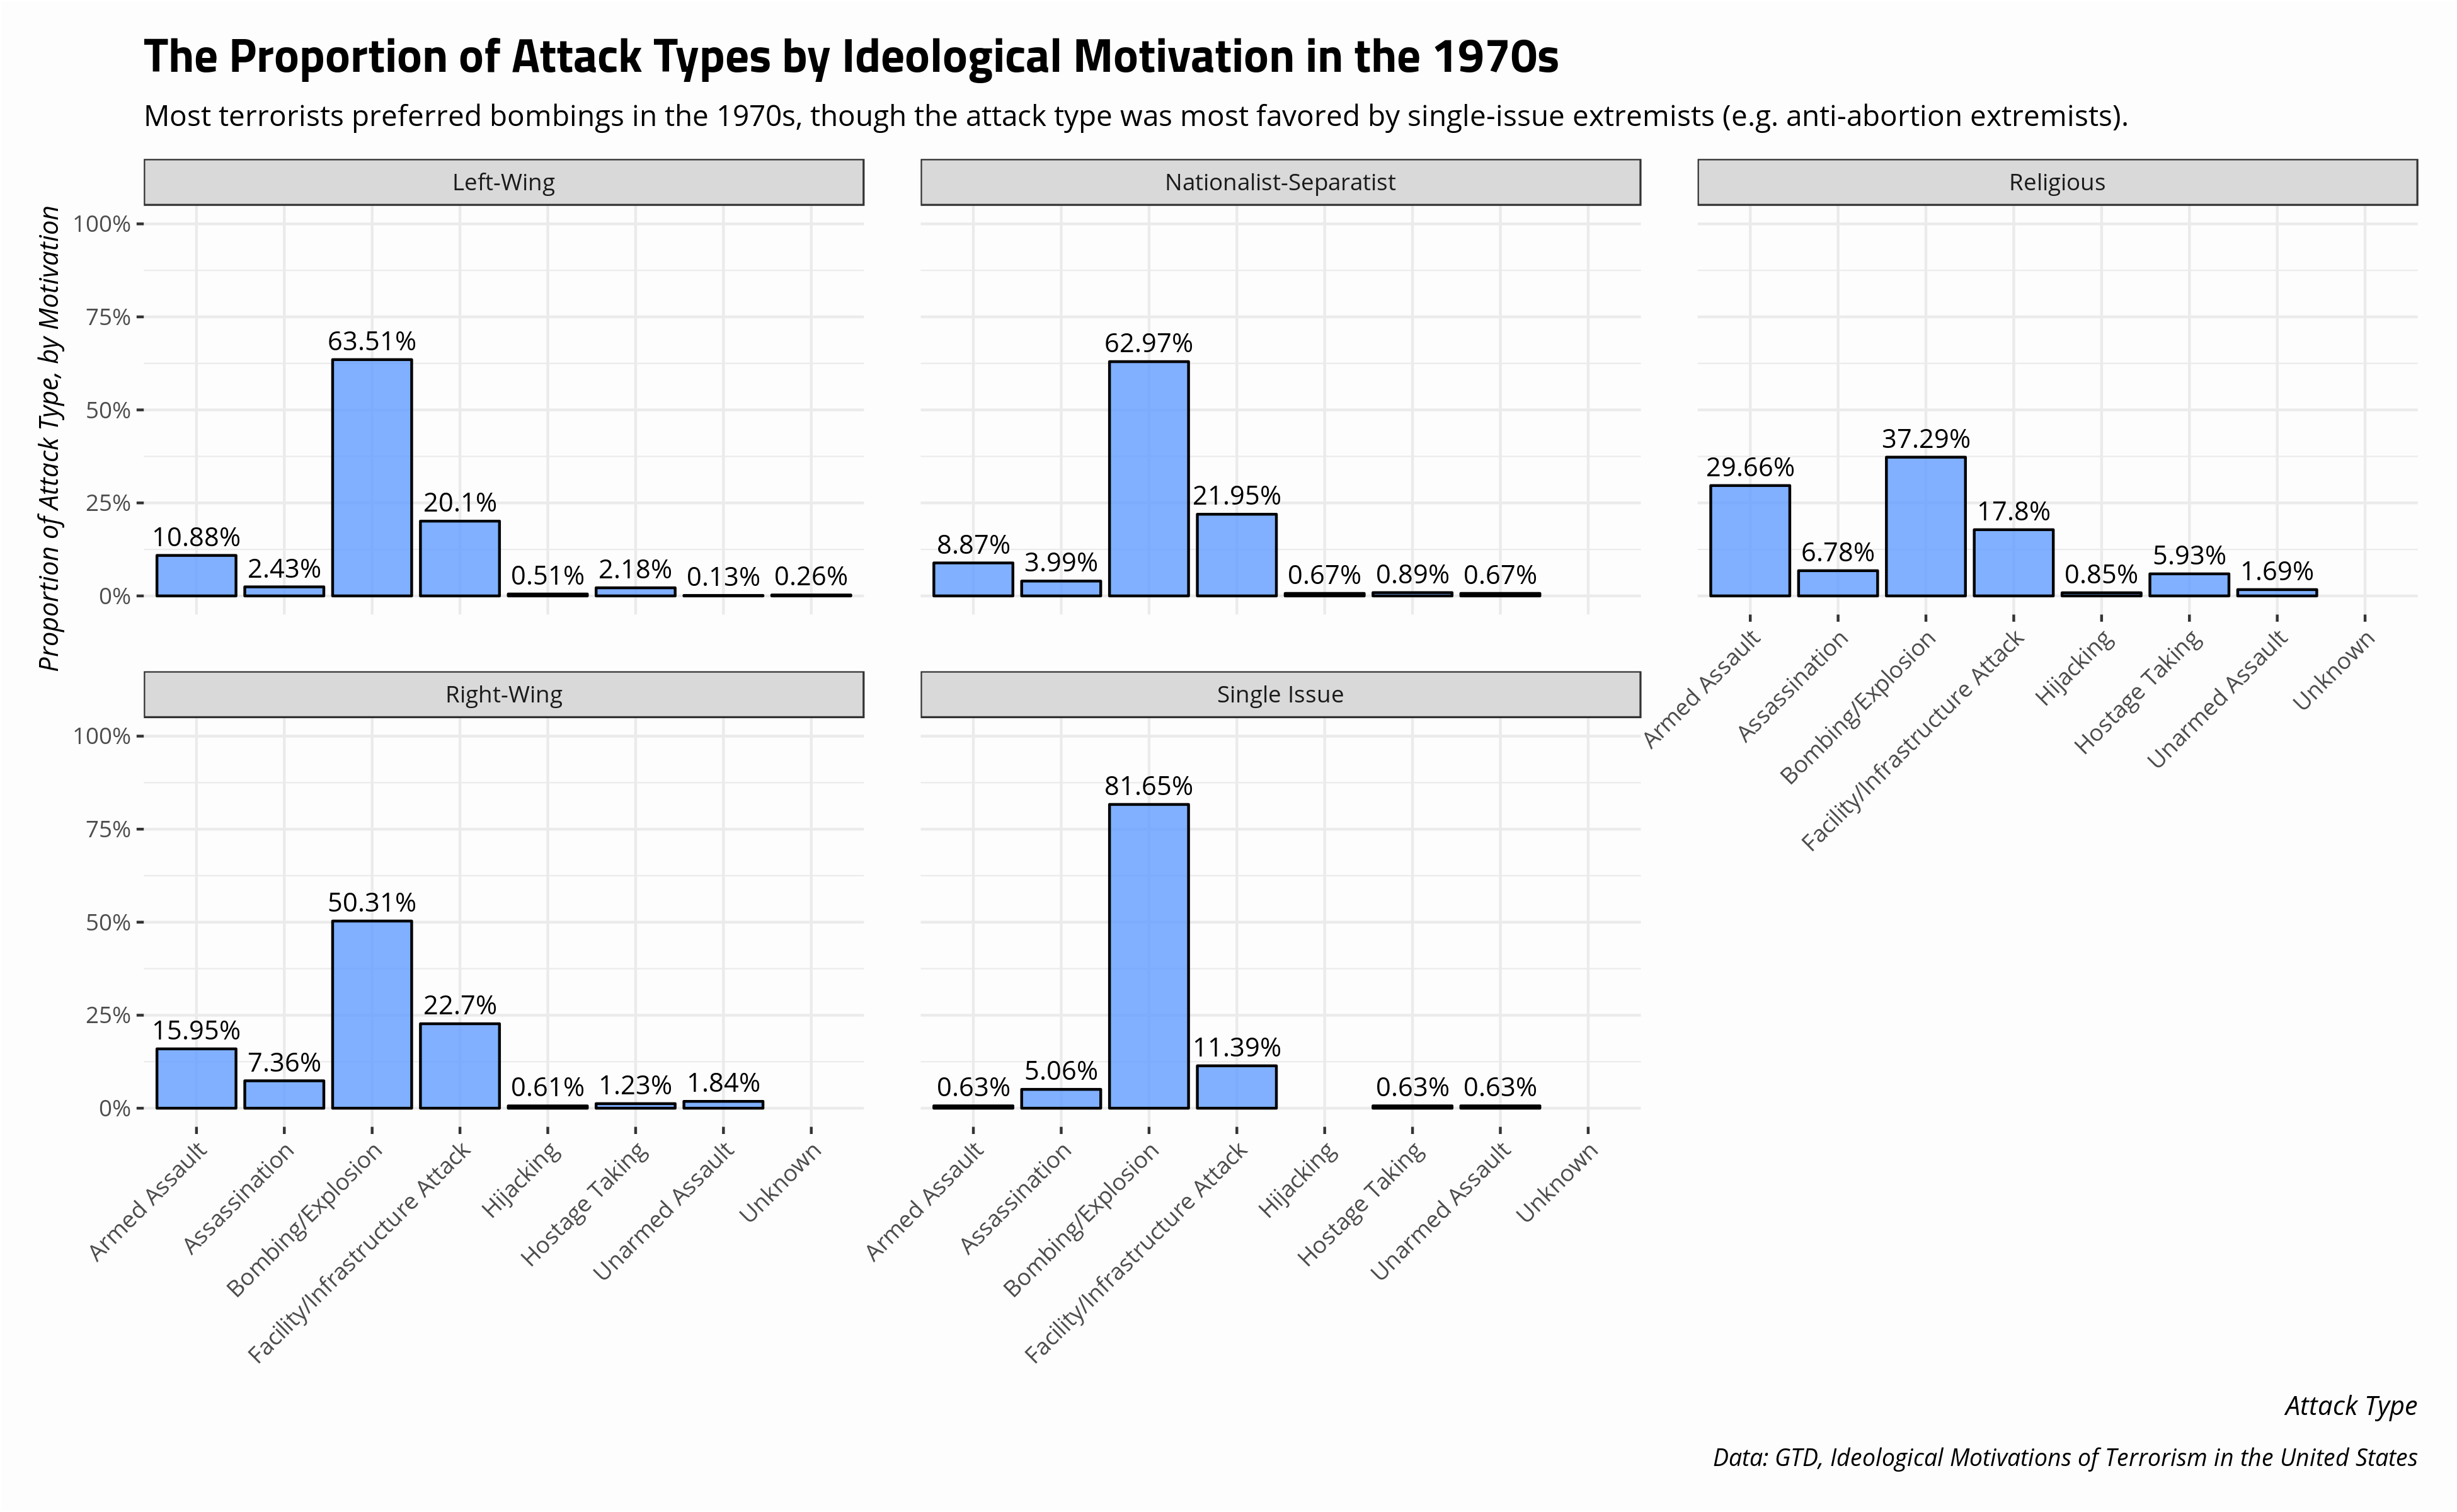 The Proportion of Attack Types by Ideological Motivation in the 1970s
Most terrorists preferred bombings in the 1970s, though the attack type was most favored by single-issue extremists (e.g. anti-abortion extremists).
Proportion of Attack Type, by Motivation
Left-Wing
100%
75%
50%
25%
0%
10.88%
2.43%
63.51%
20.1%
0.51%
2.18%
0.13%
0.26%
Nationalist-Separatist
8.87%
3.99%
62.97%
21.95%
0.67%
0.89%
0.67%
Religious
29.66%
6.78%
37.29%
17.8%
0.85%
5.93%
1.69%
Armed Assault
Assassination
Bombing/Explosion
Facility/Infrastructure Attack
Hijacking
Hostage Taking
Unarmed Assault
Unknown
Right-Wing
100%
75%
50%
25%
0%
15.95%
7.36%
50.31%
22.7%
0.61%
1.23%
1.84%
Armed Assault
Assassination
Bombing/Explosion
Facility/Infrastructure Attack
Hijacking
Hostage Taking
Unarmed Assault
Unknown
Single Issue
0.63%
5.06%
81.65%
11.39%
0.63%
0.63%
Armed Assault
Assassination
Bombing/Explosion
Facility/Infrastructure Attack
Hijacking
Hostage Taking
Unarmed Assault
Unknown
Attack Type
Data: GTD, Ideological Motivations of Terrorism in the United States